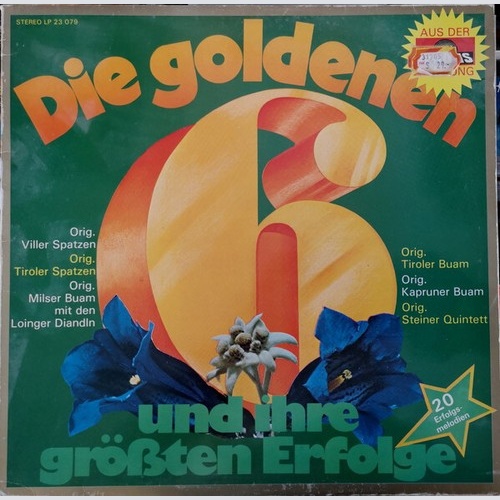 STEREO LP 23 079
AUS DER
Die goldenen
6
Orig.
Viller Spatzen
Orig.
Tiroler Spatzen
Orig.
Milser Buam
mit den
Loinger Diandln
Orig.
Tiroler Buam
Orig.
Kapruner Buam
Orig.
Steiner Quintett
20
Erfolgs-
melodien
und ihre
größten Erfolge